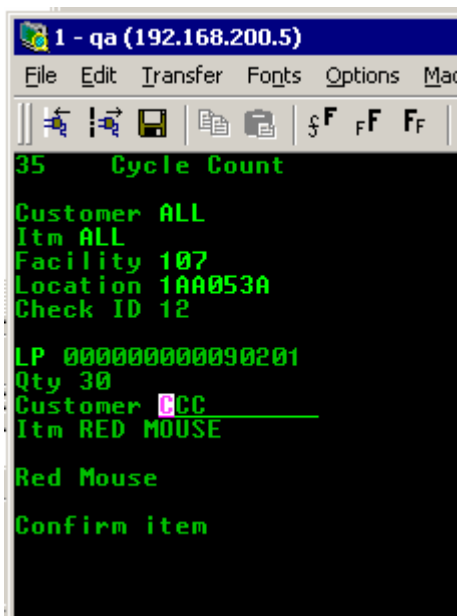 1 - qa (192.168.200.5)
File Edit Transfer Fonts Options Mac
35 Cycle Count
Customer ALL
Itm ALL
Facility 107
Location 1AA053A
Check ID 12
LP 000000000090201
Qty 30
Customer CCC
Itm RED MOUSE
Red Mouse
Confirm item